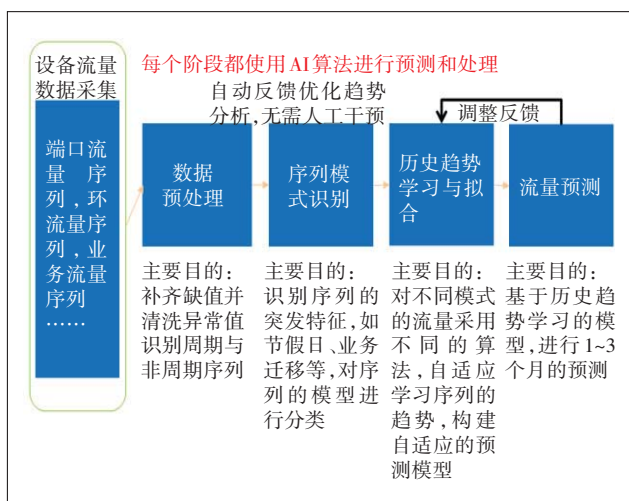 设备流量
数据采集
端口流
量序
列,环
流量序
列,业
务流量
序列
……
每个阶段都使用AI算法进行预测和处理
自动反馈优化趋势
分析,无需人工干预
调整反馈
数据
预处理
序列模
式识别
历史趋势
学习与拟
合
流量预测
主要目的:
补齐缺值并
清洗异常值
识别周期与
非周期序列
主要目的:
识别序列的
突发特征,如
节假日、业务
迁移等,对序
列的模型进
行分类
主要目的:
对不同模式
的流量采用
不同的算
法,自适应
学习序列的
趋势,构建
自适应的预
测模型
主要目的:
基于历史趋
势学习的模
型,进行1~3
个月的预测